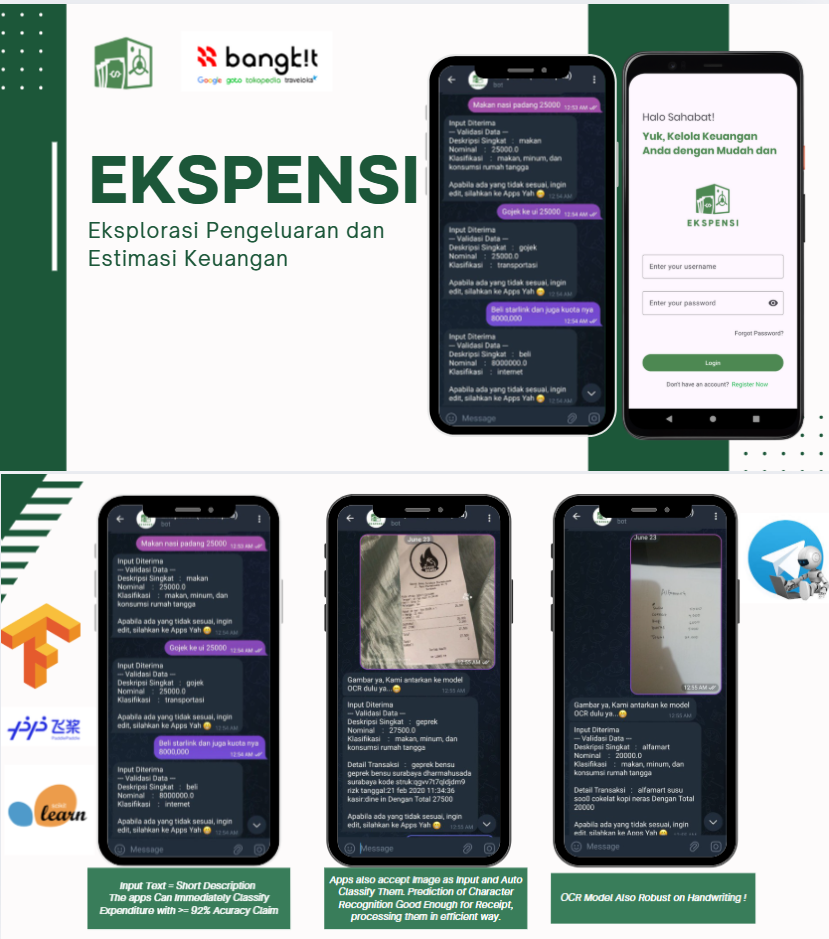 bangk!t
Google goto tokopedia traveloka
EKSPENSI
Eksplorasi Pengeluaran dan
Estimasi Keuangan
bot
Makan nasi padang 25000 12:53 AM
Input Diterima
--- Validasi Data ---
Deskripsi Singkat : makan
Nominal : 25000.0
Klasifikasi : makan, minum, dan
konsumsi rumah tangga
Apabila ada yang tidak sesuai, ingin
edit, silahkan ke Apps Yah 😊 12:54 AM
Gojek ke ui 25000 12:54 AM
Input Diterima
--- Validasi Data ---
Deskripsi Singkat : gojek
Nominal : 25000.0
Klasifikasi : transportasi
Apabila ada yang tidak sesuai, ingin
edit, silahkan ke Apps Yah 😊 12:54 AM
Beli starlink dan juga kuota nya
8000,000 12:54 AM
Input Diterima
--- Validasi Data ---
Deskripsi Singkat : beli
Nominal : 8000000.0
Klasifikasi : internet
Apabila ada yang tidak sesuai, ingin
edit, silahkan ke Apps Yah 😊 12:54 AM
Message
Halo Sahabat!
Yuk, Kelola Keuangan
Anda dengan Mudah dan
EKSPENSI
Enter your username
Enter your password
Forgot Password?
Login
Don't have an account? Register Now
飞桨
learn
bot
Makan nasi padang 25000 12:53 AM
Input Diterima
--- Validasi Data ---
Deskripsi Singkat : makan
Nominal : 25000.0
Klasifikasi : makan, minum, dan
konsumsi rumah tangga
Apabila ada yang tidak sesuai, ingin
edit, silahkan ke Apps Yah 😊 12:54 AM
Gojek ke ui 25000 12:54 AM
Input Diterima
--- Validasi Data ---
Deskripsi Singkat : gojek
Nominal : 25000.0
Klasifikasi : transportasi
Apabila ada yang tidak sesuai, ingin
edit, silahkan ke Apps Yah 😊 12:54 AM
Beli starlink dan juga kuota nya
8000,000 12:54 AM
Input Diterima
--- Validasi Data ---
Deskripsi Singkat : beli
Nominal : 8000000.0
Klasifikasi : internet
Apabila ada yang tidak sesuai, ingin
edit, silahkan ke Apps Yah 😊 12:54 AM
Message
Input Text = Short Description
The apps Can Immediately Classify
Expenditure with >= 92% Acuracy Claim
bot
June 23
12:55 AM
Gambar ya, Kami antarkan ke model
OCR dulu ya...😊 12:55 AM
Input Diterima
--- Validasi Data ---
Deskripsi Singkat : geprek
Nominal : 27500.0
Klasifikasi : makan, minum, dan
konsumsi rumah tangga
Detail Transaksi : geprek bensu
geprek bensu surabaya dharmahusada
surabaya kode struk:qgvv7t7qldjdm9
rizk tanggal:21 feb 2020 11:34:36
kasir:dine in Dengan Total 27500
Apabila ada yang tidak sesuai, ingin
edit, silahkan ke Apps Yah 😊 12:55 AM
Message
Apps also accept Image as Input and Auto
Classify Them. Prediction of Character
Recognition Good Enough for Receipt,
processing them in efficient way.
bot
June 23
12:55 AM
Gambar ya, Kami antarkan ke model
OCR dulu ya...😊 12:55 AM
Input Diterima
--- Validasi Data ---
Deskripsi Singkat : alfamart
Nominal : 20000.0
Klasifikasi : makan, minum, dan
konsumsi rumah tangga
Detail Transaksi : alfamart susu
soo0 cokelat kopi neras Dengan Total
20000
Apabila ada yang tidak sesuai, ingin
edit, silahkan ke Apps Yah 😊 12:55 AM
Message
OCR Model Also Robust on Handwriting !